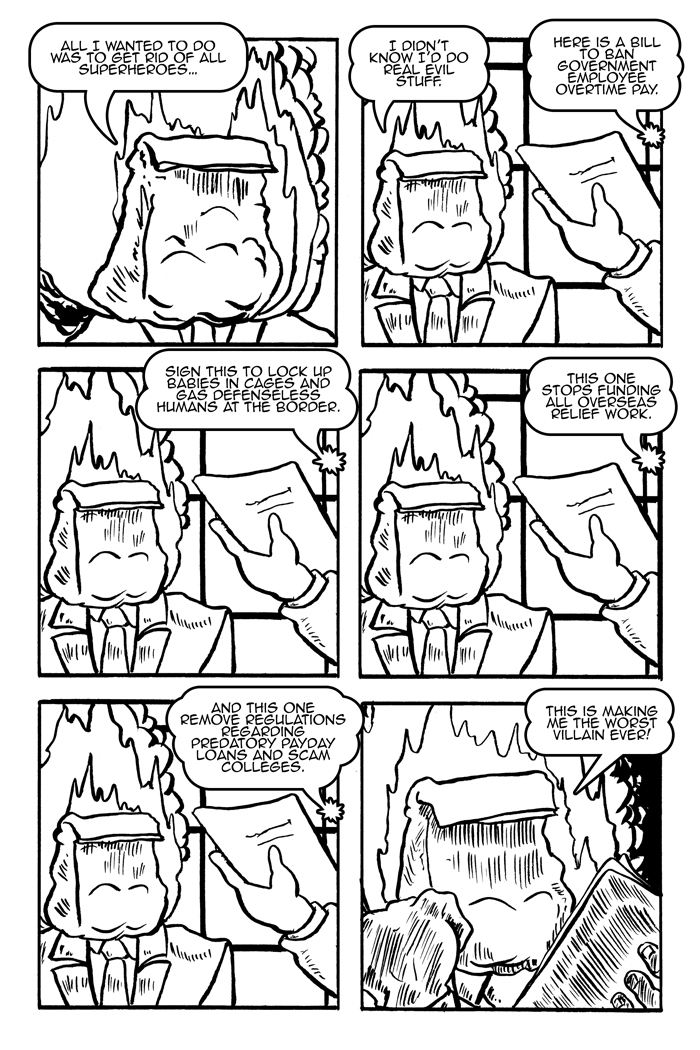 ALL I WANTED TO DO
WAS TO GET RID OF ALL
SUPERHEROES...
I DIDN'T
KNOW I'D DO
REAL EVIL
STUFF.
HERE IS A BILL
TO BAN
GOVERNMENT
EMPLOYEE
OVERTIME PAY.
SIGN THIS TO LOCK UP
BABIES IN CAGES AND
GAS DEFENSELESS
HUMANS AT THE BORDER.
THIS ONE
STOPS FUNDING
ALL OVERSEAS
RELIEF WORK.
AND THIS ONE
REMOVE REGULATIONS
REGARDING
PREDATORY PAYDAY
LOANS AND SCAM
COLLEGES.
THIS IS MAKING
ME THE WORST
VILLAIN EVER!